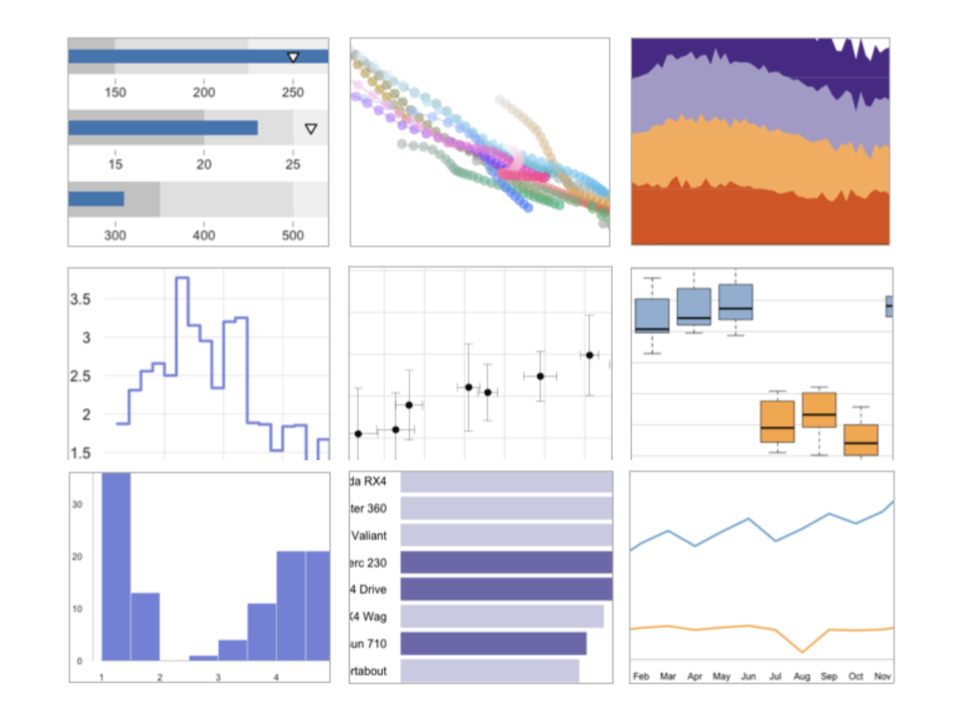 150 200 250
15 20 25
300 400 500
3.5
3
2.5
2
1.5
30
20
10
0
1 2 3 4
da RX4
ter 360
Valiant
erc 230
4 Drive
X4 Wag
sun 710
rtabout
Feb Mar Apr May Jun Jul Aug Sep Oct Nov